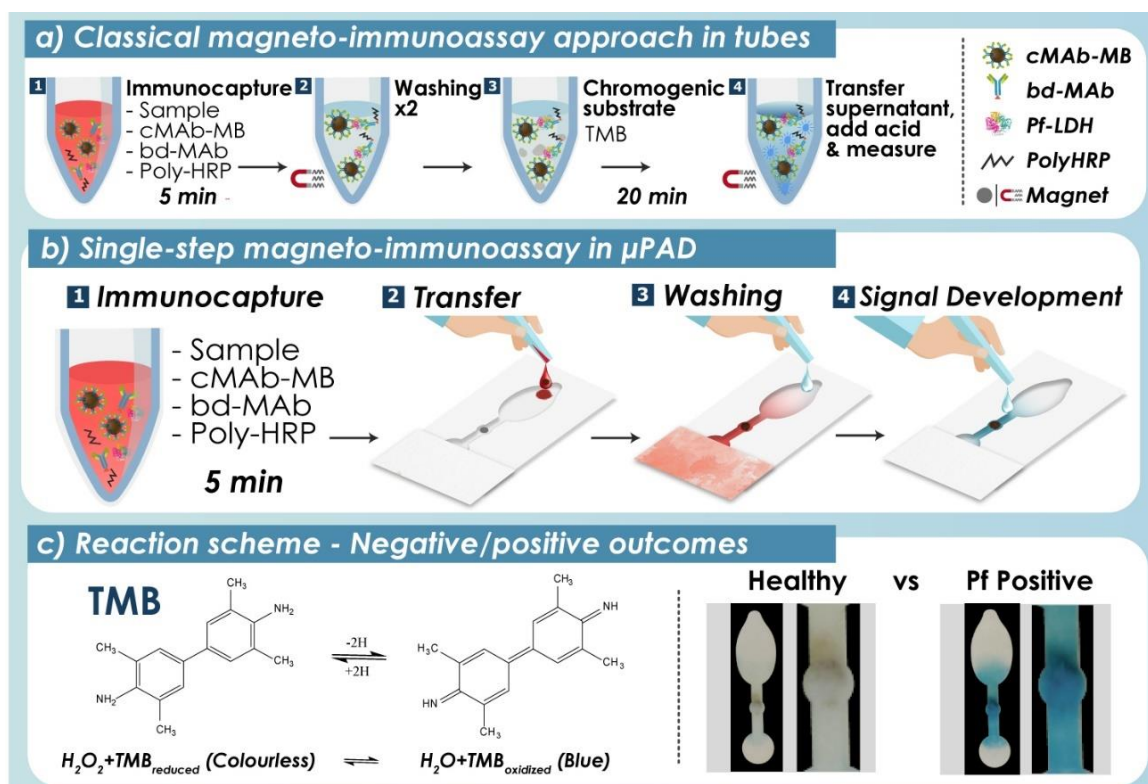 a) Classical magneto-immunoassay approach in tubes
1
Immunocapture
- Sample
- cMAb-MB
- bd-MAb
- Poly-HRP
5 min
2
Washing
x2
3
Chromogenic
substrate
TMB
20 min
4
Transfer
supernatant,
add acid
& measure
cMAb-MB
bd-MAb
Pf-LDH
PolyHRP
Magnet
b) Single-step magneto-immunoassay in µPAD
1 Immunocapture
- Sample
- cMAb-MB
- bd-MAb
- Poly-HRP
5 min
2 Transfer
3 Washing
4 Signal Development
c) Reaction scheme - Negative/positive outcomes
TMB
CH₃
NH₂
H₃C
CH₃
NH₂
CH₃
-2H
+2H
CH₃
NH
H₃C
CH₃
HN
CH₃
H₂O₂+TMBreduced (Colourless) ⇌ H₂O+TMBoxidized (Blue)
Healthy vs Pf Positive